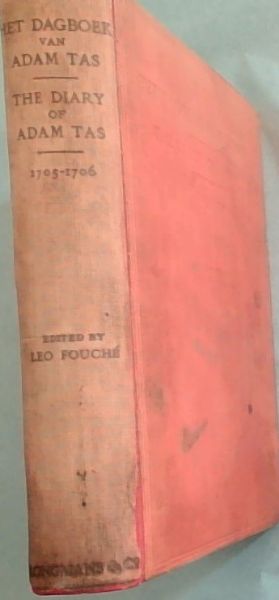 HET DAGBOEK
VAN
ADAM TAS
THE DIARY
OF
ADAM TAS
1705-1706
EDITED BY
LEO FOUCHÉ
LONGMANS & CO